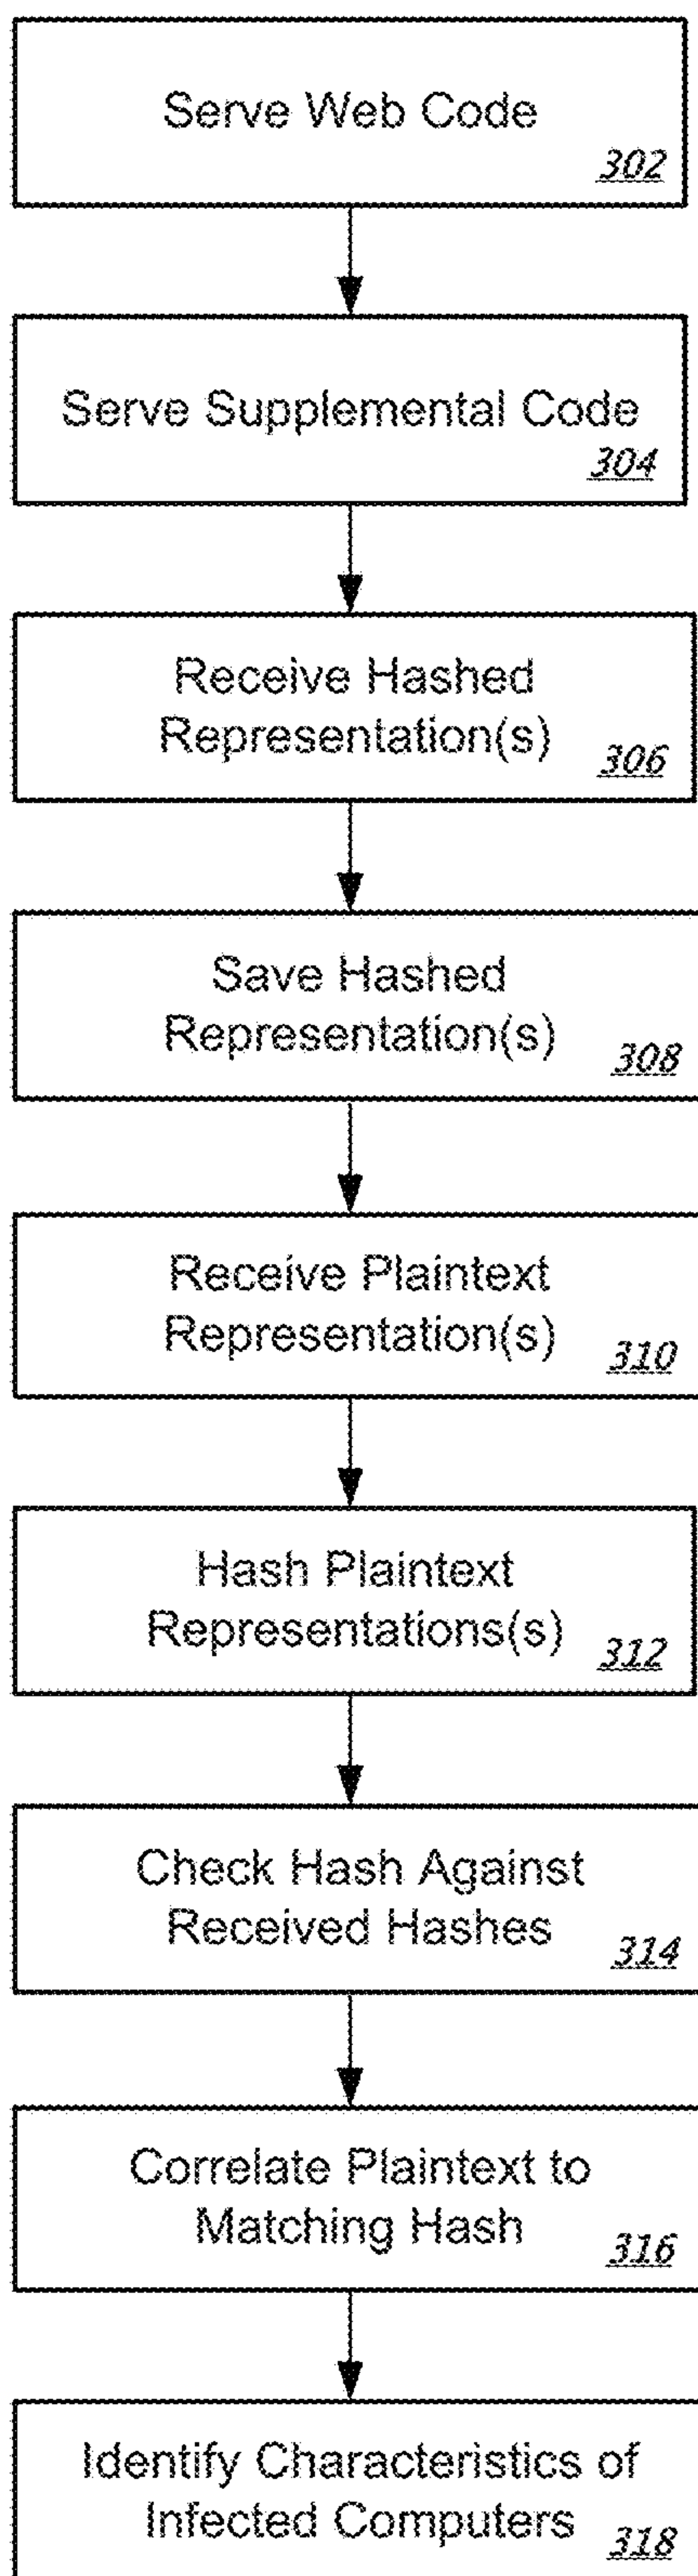 Serve Web Code
302
Serve Supplemental Code
304
Receive Hashed
Representation(s)
306
Save Hashed
Representation(s)
308
Receive Plaintext
Representation(s)
310
Hash Plaintext
Representations(s)
312
Check Hash Against
Received Hashes
314
Correlate Plaintext to
Matching Hash
316
Identify Characteristics of
Infected Computers
318